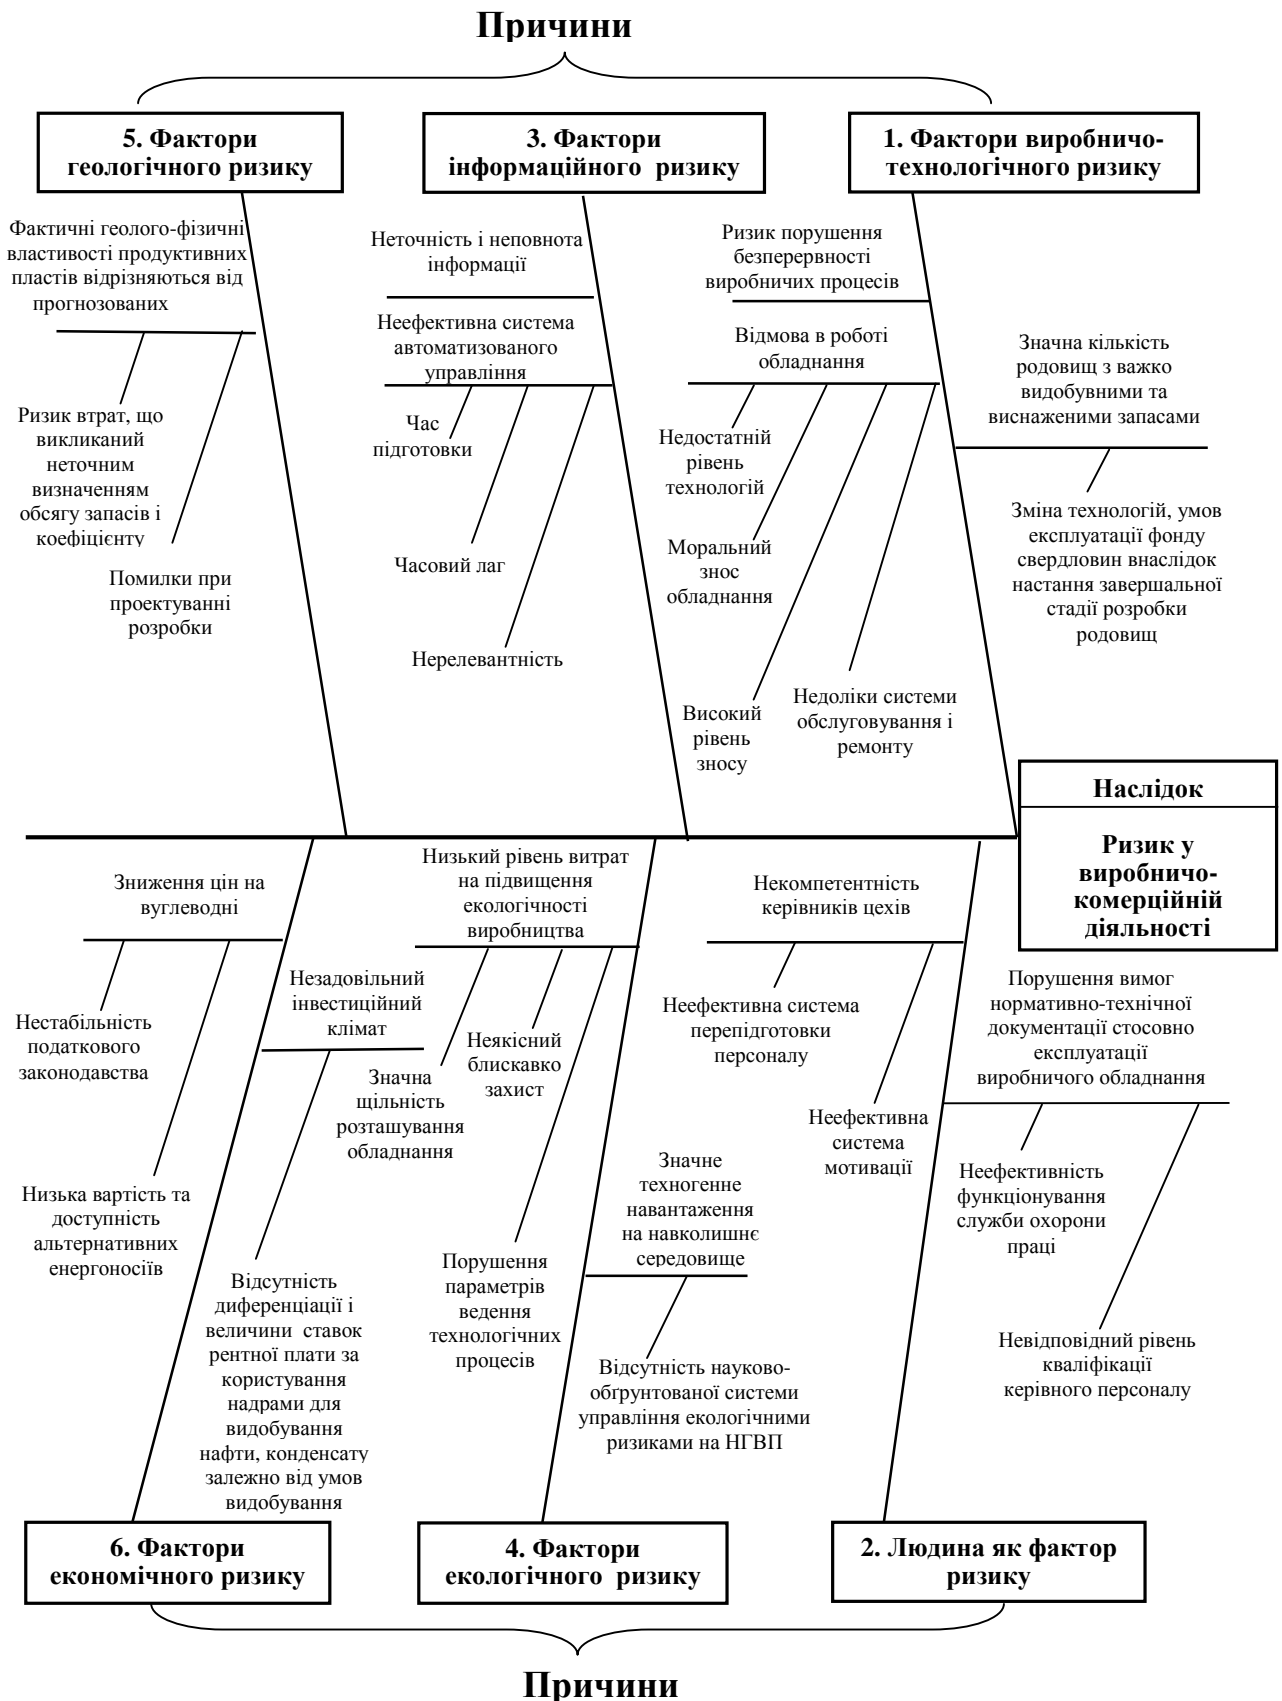 Причини
5. Фактори
геологічного ризику
3. Фактори
інформаційного ризику
1. Фактори виробничо-
технологічного ризику
Фактичні геолого-фізичні
властивості продуктивних
пластів відрізняються від
прогнозованих
Ризик втрат, що
викликаний
неточним
визначенням
обсягу запасів і
коефіцієнту
Помилки при
проектуванні
розробки
Неточність і неповнота
інформації
Неефективна система
автоматизованого
управління
Час
підготовки
Часовий лаг
Нерелевантність
Ризик порушення
безперервності
виробничих процесів
Відмова в роботі
обладнання
Недостатній
рівень
технологій
Моральний
знос
обладнання
Високий
рівень
зносу
Недоліки системи
обслуговування і
ремонту
Значна кількість
родовищ з важко
видобувними та
виснаженими запасами
Зміна технологій, умов
експлуатації фонду
свердловин внаслідок
настання завершальної
стадії розробки
родовищ
Наслідок
Ризик у
виробничо-
комерційній
діяльності
Зниження цін на
вуглеводні
Нестабільність
податкового
законодавства
Низька вартість та
доступність
альтернативних
енергоносіїв
Незадовільний
інвестиційний
клімат
Відсутність
диференціації і
величини ставок
рентної плати за
користування
надрами для
видобування
нафти, конденсату
залежно від умов
видобування
Низький рівень витрат
на підвищення
екологічності
виробництва
Значна
щільність
розташування
обладнання
Неякісний
блискавко
захист
Порушення
параметрів
ведення
технологічних
процесів
Значне
техногенне
навантаження
на навколишнє
середовище
Відсутність науково-
обґрунтованої системи
управління екологічними
ризиками на НГВП
Некомпетентність
керівників цехів
Неефективна система
перепідготовки
персоналу
Неефективна
система
мотивації
Порушення вимог
нормативно-технічної
документації стосовно
експлуатації
виробничого обладнання
Неефективність
функціонування
служби охорони
праці
Невідповідний рівень
кваліфікації
керівного персоналу
6. Фактори
економічного ризику
4. Фактори
екологічного ризику
2. Людина як фактор
ризику
Причини